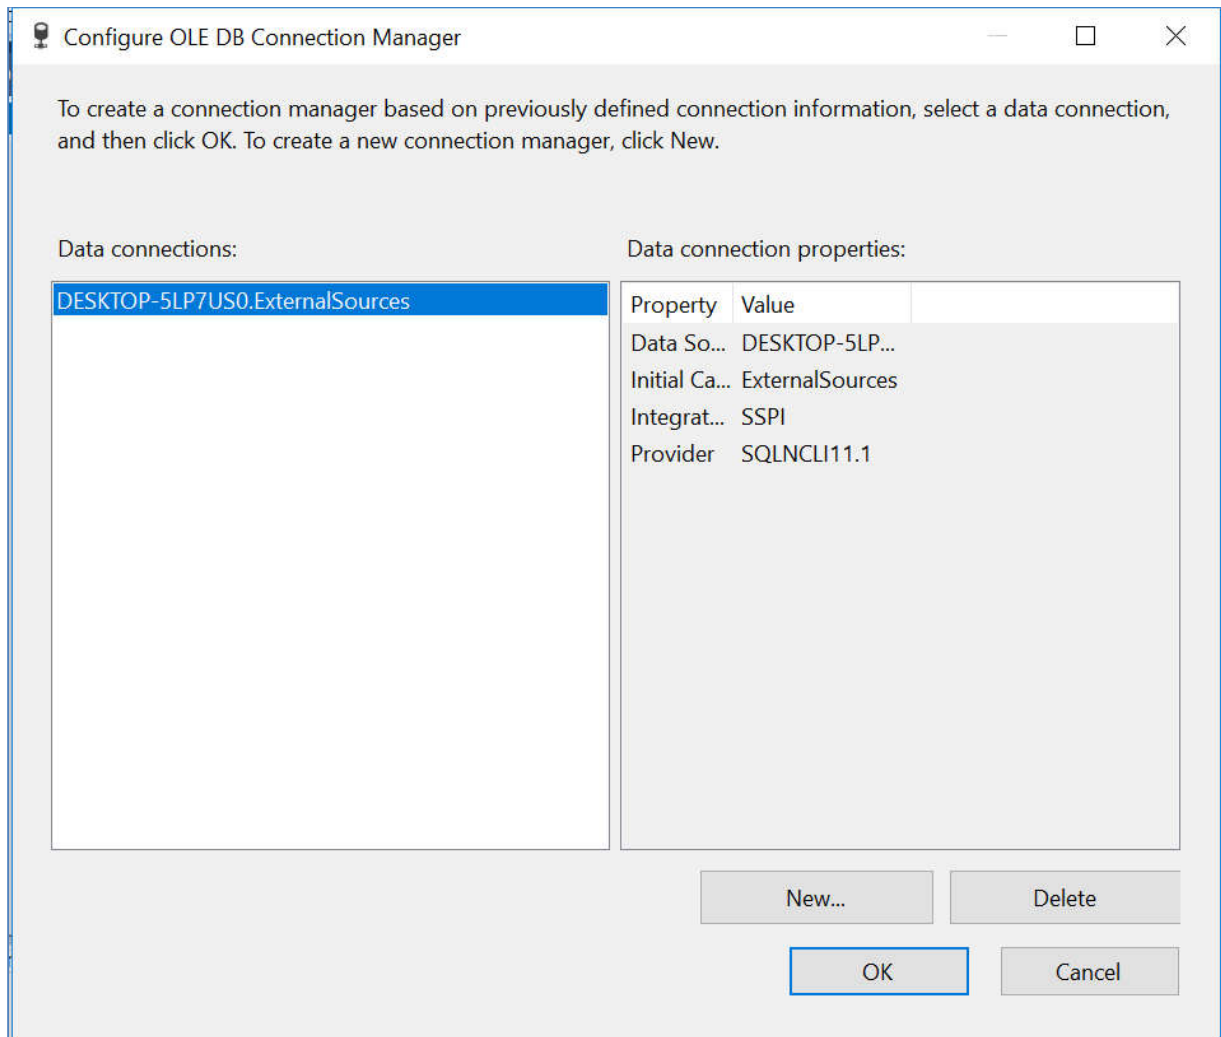 Configure OLE DB Connection Manager
To create a connection manager based on previously defined connection information, select a data connection,
and then click OK. To create a new connection manager, click New.
Data connections:
Data connection properties:
DESKTOP-5LP7US0.ExternalSources
Property Value
Data So... DESKTOP-5LP...
Initial Ca... ExternalSources
Integrat... SSPI
Provider SQLNCLI11.1
New... Delete
OK Cancel